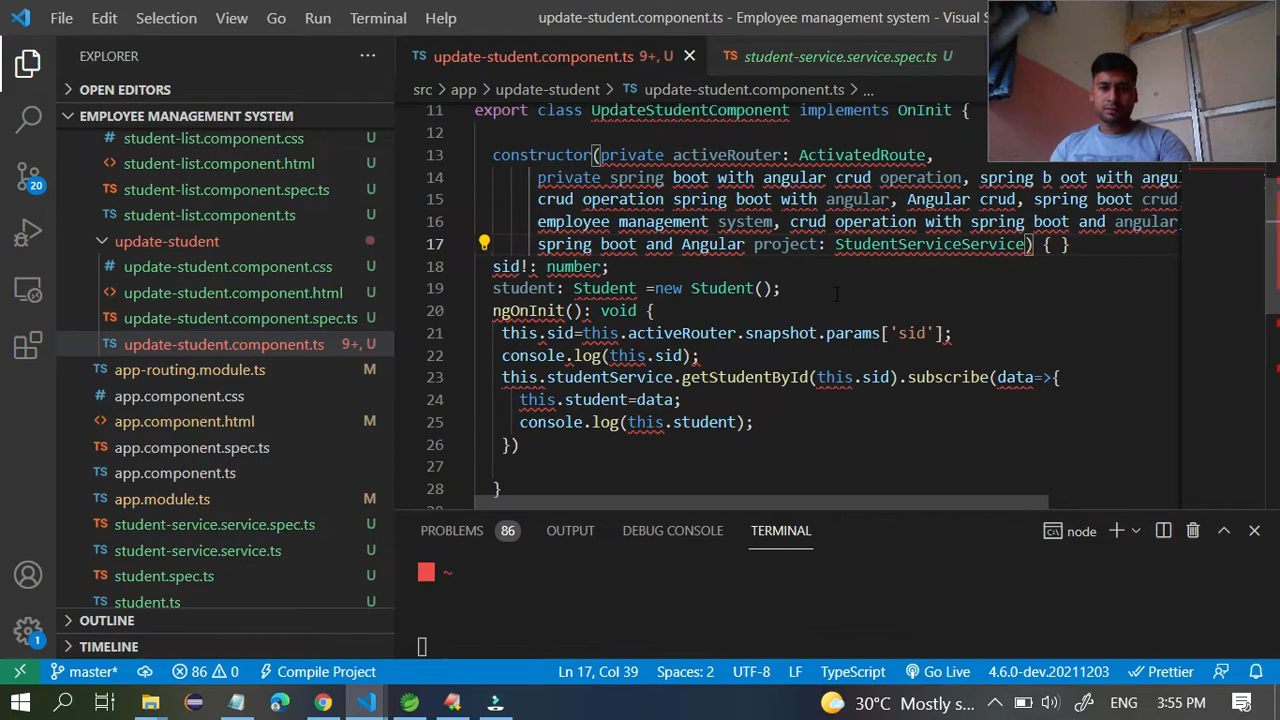 File Edit Selection View Go Run Terminal Help update-student.component.ts - Employee management system - Visual S
EXPLORER
OPEN EDITORS
EMPLOYEE MANAGEMENT SYSTEM
student-list.component.css U
student-list.component.html U
student-list.component.spec.ts U
student-list.component.ts U
update-student
update-student.component.css U
update-student.component.html U
update-student.component.spec.ts U
update-student.component.ts 9+, U
app-routing.module.ts M
app.component.css
app.component.html M
app.component.spec.ts
app.component.ts
app.module.ts M
student-service.service.spec.ts U
student-service.service.ts U
student.spec.ts U
student.ts U
OUTLINE
TIMELINE
20
1
TS update-student.component.ts 9+, U TS student-service.service.spec.ts U
src > app > update-student > TS update-student.component.ts > ...
11 export class UpdateStudentComponent implements OnInit {
12
13 constructor(private activeRouter: ActivatedRoute,
14 private spring boot with angular crud operation, spring b oot with angu
15 crud operation spring boot with angular, Angular crud, spring boot crud
16 employee management system, crud operation with spring boot and angular
17 spring boot and Angular project: StudentServiceService) { }
18 sid!: number;
19 student: Student =new Student();
20 ngOnInit(): void {
21 this.sid=this.activeRouter.snapshot.params['sid'];
22 console.log(this.sid);
23 this.studentService.getStudentById(this.sid).subscribe(data=>{
24 this.student=data;
25 console.log(this.student);
26 })
27
28 }
PROBLEMS 86 OUTPUT DEBUG CONSOLE TERMINAL node
~
master* 86 0 Compile Project Ln 17, Col 39 Spaces: 2 UTF-8 LF TypeScript Go Live 4.6.0-dev.20211203 Prettier
30°C Mostly s... ENG 3:55 PM